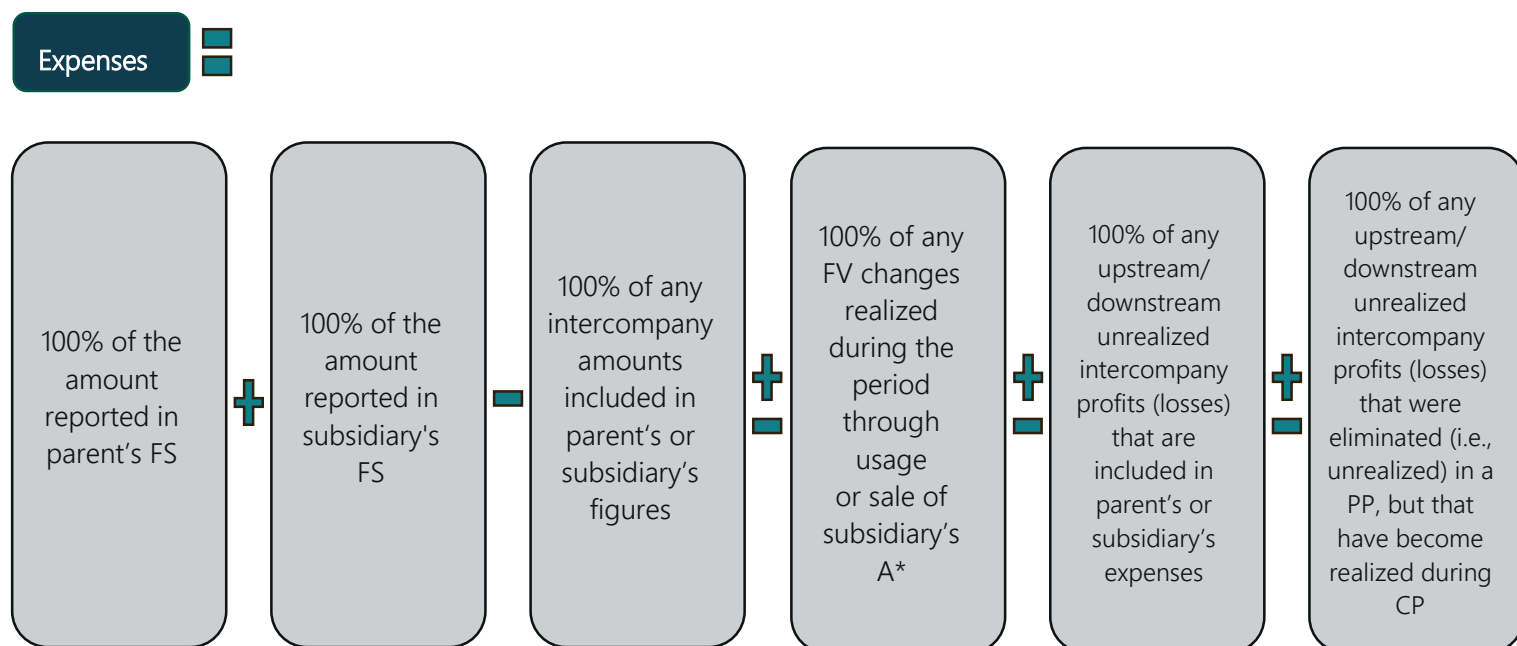 Expenses
100% of the
amount
reported in
parent’s FS
100% of the
amount
reported in
subsidiary's
FS
100% of any
intercompany
amounts
included in
parent‘s or
subsidiary’s
figures
100% of any
FV changes
realized
during the
period
through
usage
or sale of
subsidiary’s
A*
100% of any
upstream/
downstream
unrealized
intercompany
profits (losses)
that are
included in
parent’s or
subsidiary’s
expenses
100% of any
upstream/
downstream
unrealized
intercompany
profits (losses)
that were
eliminated (i.e.,
unrealized) in a
PP, but that
have become
realized during
CP